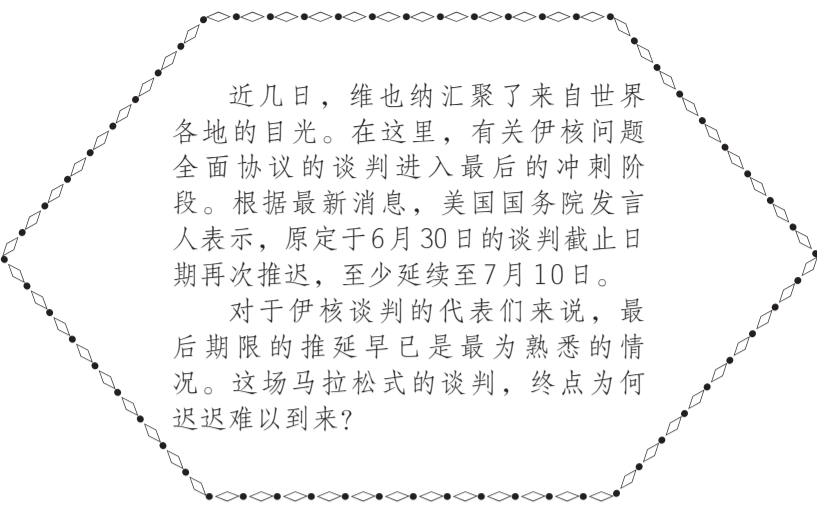 近几日，维也纳汇聚了来自世界
各地的目光。在这里，有关伊核问题
全面协议的谈判进入最后的冲刺阶
段。根据最新消息，美国国务院发言
人表示，原定于6月30日的谈判截止日
期再次推迟，至少延续至7月10日。
对于伊核谈判的代表们来说，最
后期限的推延早已是最为熟悉的情
况。这场马拉松式的谈判，终点为何
迟迟难以到来？